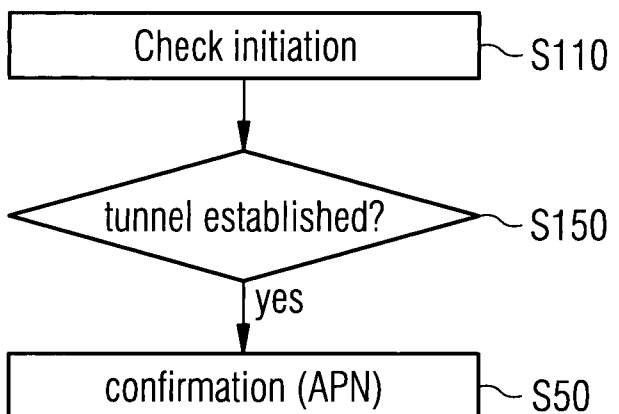 Check initiation
S110
tunnel established?
S150
yes
confirmation (APN)
S50